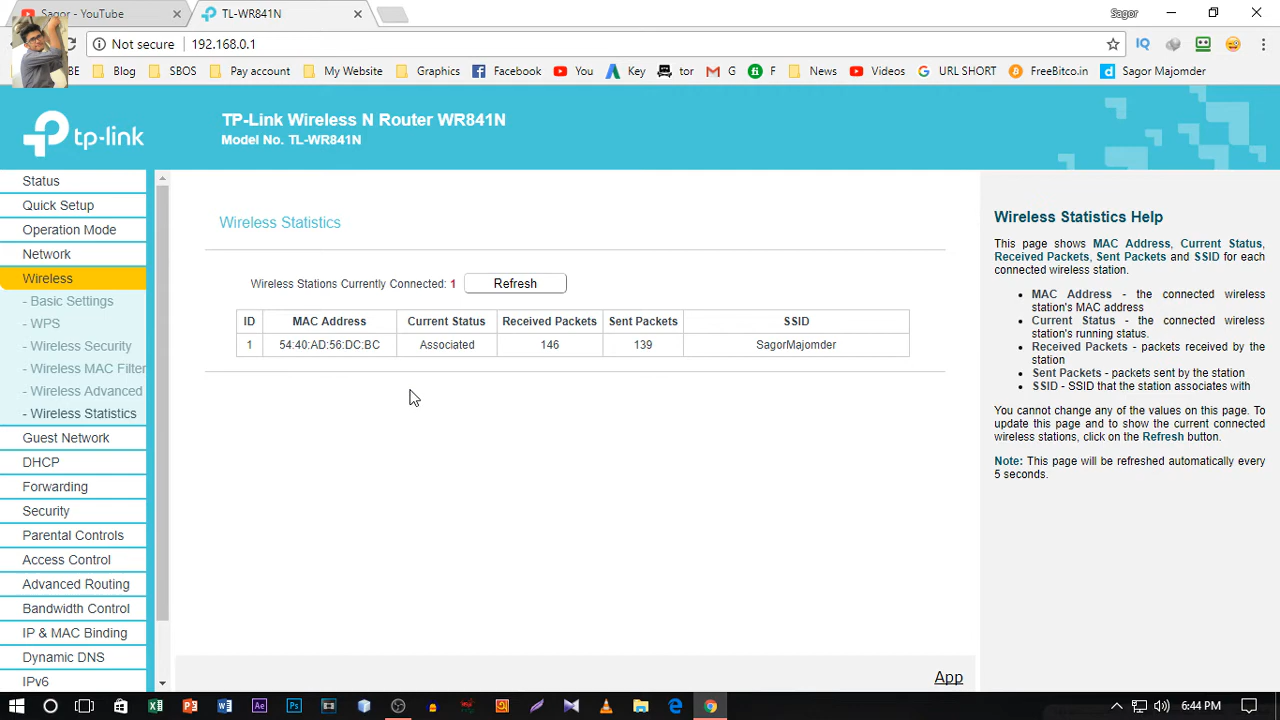 Sagor - YouTube
TL-WR841N
Sagor
Not secure 192.168.0.1
BE Blog SBOS Pay account My Website Graphics Facebook You Key tor G F News Videos URL SHORT FreeBitco.in Sagor Majomder
tp-link
TP-Link Wireless N Router WR841N
Model No. TL-WR841N
Status
Quick Setup
Operation Mode
Network
Wireless
- Basic Settings
- WPS
- Wireless Security
- Wireless MAC Filter
- Wireless Advanced
- Wireless Statistics
Guest Network
DHCP
Forwarding
Security
Parental Controls
Access Control
Advanced Routing
Bandwidth Control
IP & MAC Binding
Dynamic DNS
IPv6
Wireless Statistics
Wireless Stations Currently Connected: 1 Refresh
ID MAC Address Current Status Received Packets Sent Packets SSID
1 54:40:AD:56:DC:BC Associated 146 139 SagorMajomder
App
Wireless Statistics Help
This page shows MAC Address, Current Status,
Received Packets, Sent Packets and SSID for each
connected wireless station.
• MAC Address - the connected wireless
station's MAC address
• Current Status - the connected wireless
station's running status.
• Received Packets - packets received by the
station
• Sent Packets - packets sent by the station
• SSID - SSID that the station associates with
You cannot change any of the values on this page. To
update this page and to show the current connected
wireless stations, click on the Refresh button.
Note: This page will be refreshed automatically every
5 seconds.
6:44 PM